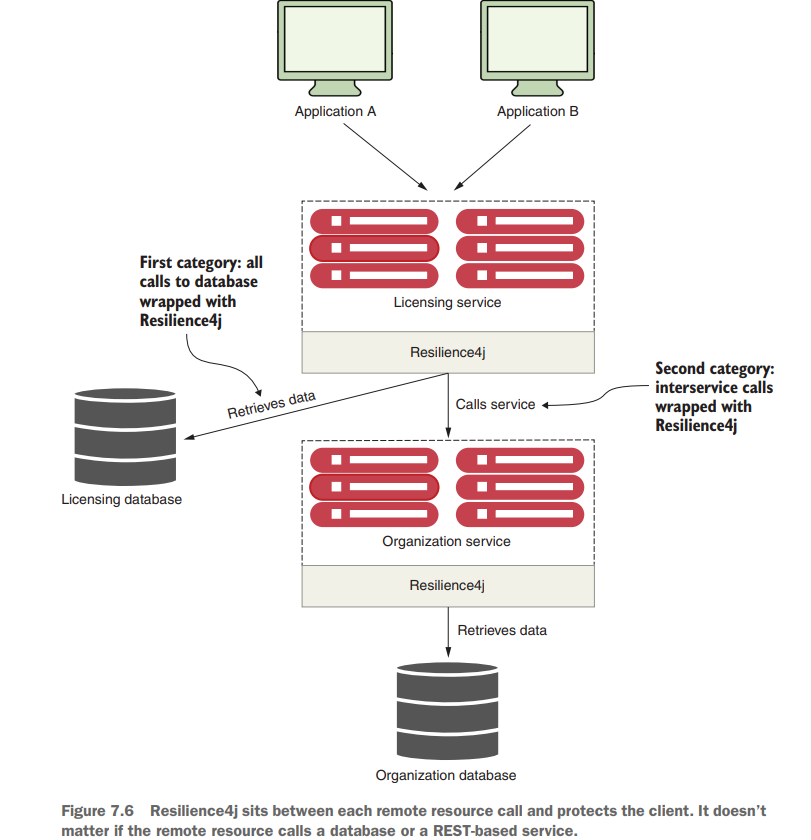 Application A
Application B
Licensing service
First category: all
calls to database
wrapped with
Resilience4j
Resilience4j
Second category:
interservice calls
wrapped with
Resilience4j
Retrieves data
Calls service
Licensing database
Organization service
Resilience4j
Retrieves data
Organization database
Figure 7.6 Resilience4j sits between each remote resource call and protects the client. It doesn't
matter if the remote resource calls a database or a REST-based service.